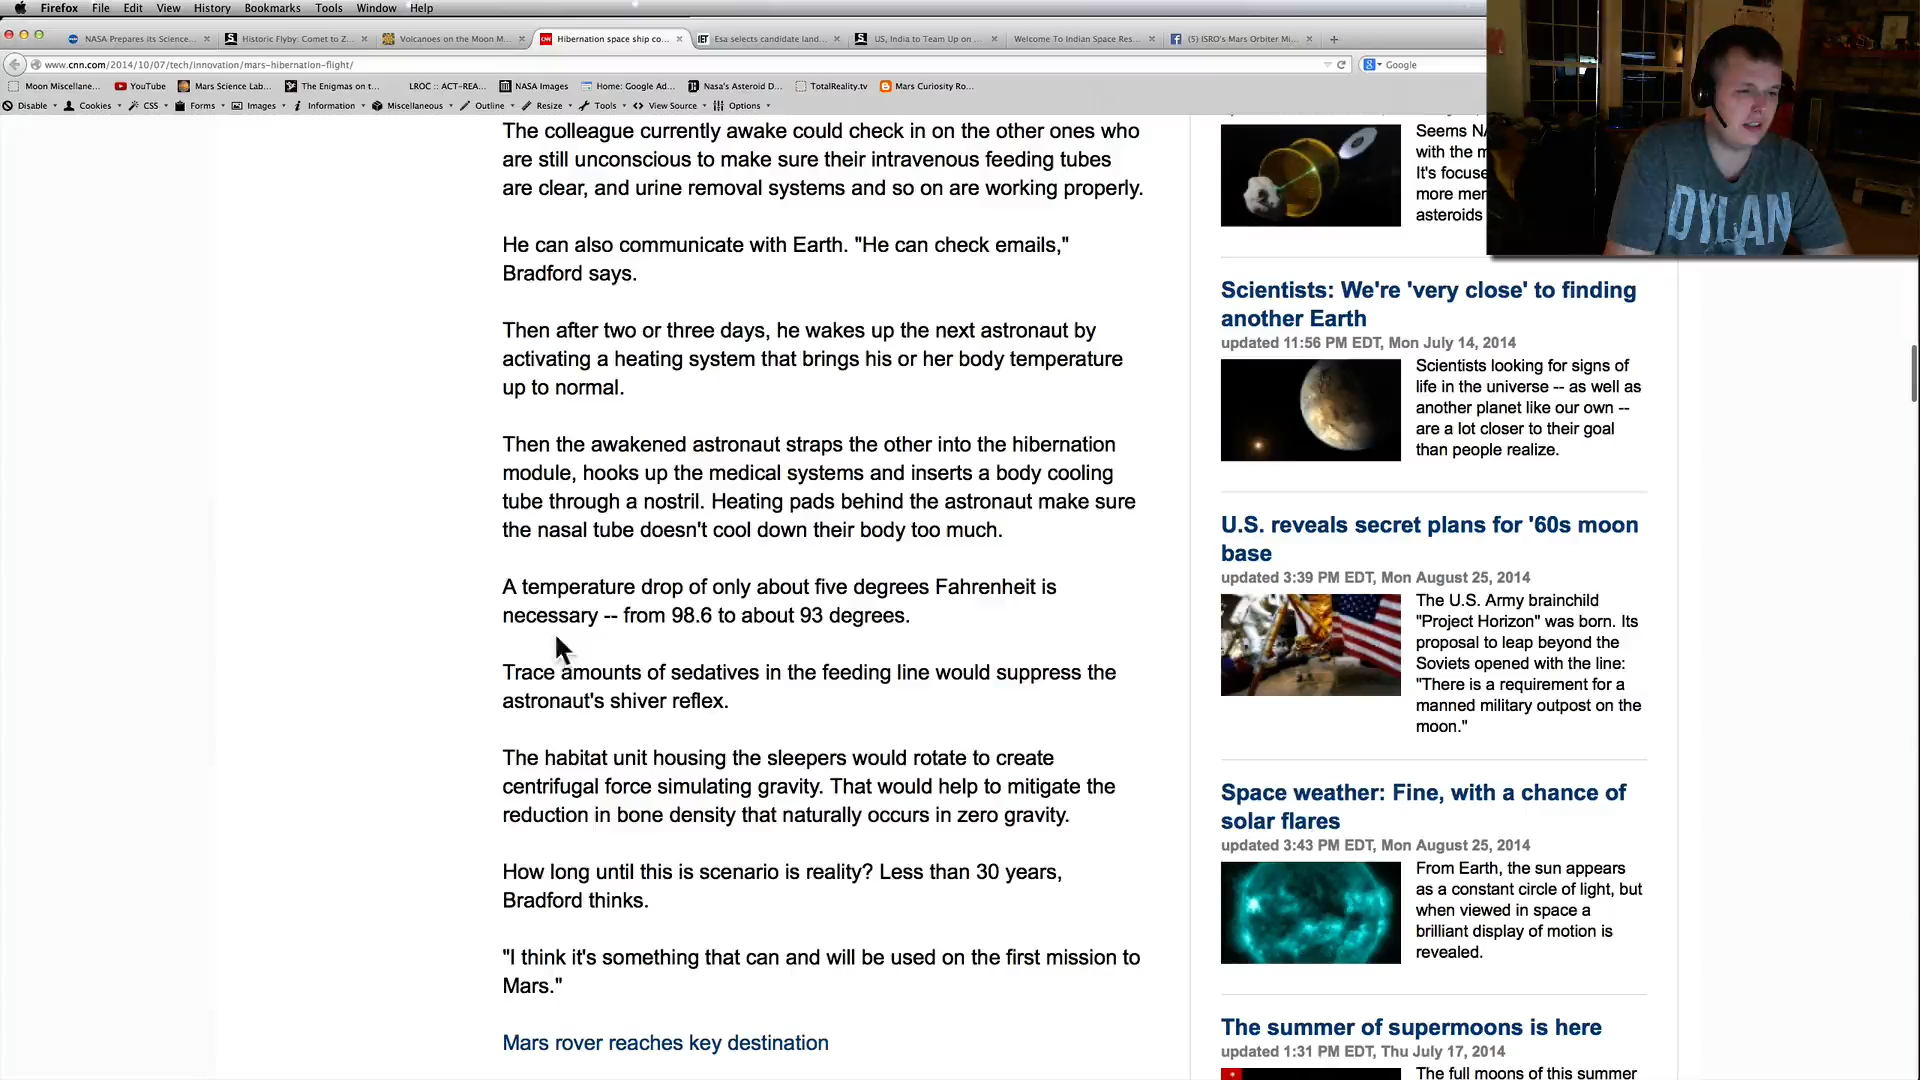 Firefox File Edit View History Bookmarks Tools Window Help
NASA Prepares its Science... × Historic Flyby: Comet to Z... × Volcanoes on the Moon M... × Hibernation space ship co... × Esa selects candidate land... × US, India to Team Up on ... × Welcome To Indian Space Res... × (5) ISRO's Mars Orbiter Mi... × +
www.cnn.com/2014/10/07/tech/innovation/mars-hibernation-flight/ Google
Moon Miscellane... YouTube Mars Science Lab... The Enigmas on t... LROC :: ACT-REA... NASA Images Home: Google Ad... Nasa's Asteroid D... TotalReality.tv Mars Curiosity Ro...
Disable Cookies CSS Forms Images Information Miscellaneous Outline Resize Tools View Source Options
The colleague currently awake could check in on the other ones who
are still unconscious to make sure their intravenous feeding tubes
are clear, and urine removal systems and so on are working properly.
He can also communicate with Earth. "He can check emails,"
Bradford says.
Then after two or three days, he wakes up the next astronaut by
activating a heating system that brings his or her body temperature
up to normal.
Then the awakened astronaut straps the other into the hibernation
module, hooks up the medical systems and inserts a body cooling
tube through a nostril. Heating pads behind the astronaut make sure
the nasal tube doesn't cool down their body too much.
A temperature drop of only about five degrees Fahrenheit is
necessary -- from 98.6 to about 93 degrees.
Trace amounts of sedatives in the feeding line would suppress the
astronaut's shiver reflex.
The habitat unit housing the sleepers would rotate to create
centrifugal force simulating gravity. That would help to mitigate the
reduction in bone density that naturally occurs in zero gravity.
How long until this is scenario is reality? Less than 30 years,
Bradford thinks.
"I think it's something that can and will be used on the first mission to
Mars."
Mars rover reaches key destination
Seems
with the
It's
more
asteroids
Scientists: We're 'very close' to finding
another Earth
updated 11:56 PM EDT, Mon July 14, 2014
Scientists looking for signs of
life in the universe -- as well as
another planet like our own --
are a lot closer to their goal
than people realize.
U.S. reveals secret plans for '60s moon
base
updated 3:39 PM EDT, Mon August 25, 2014
The U.S. Army brainchild
"Project Horizon" was born. Its
proposal to leap beyond the
Soviets opened with the line:
"There is a requirement for a
manned military outpost on the
moon."
Space weather: Fine, with a chance of
solar flares
updated 3:43 PM EDT, Mon August 25, 2014
From Earth, the sun appears
as a constant circle of light, but
when viewed in space a
brilliant display of motion is
revealed.
The summer of supermoons is here
updated 1:31 PM EDT, Thu July 17, 2014
The full moons of this summer
DYLAN